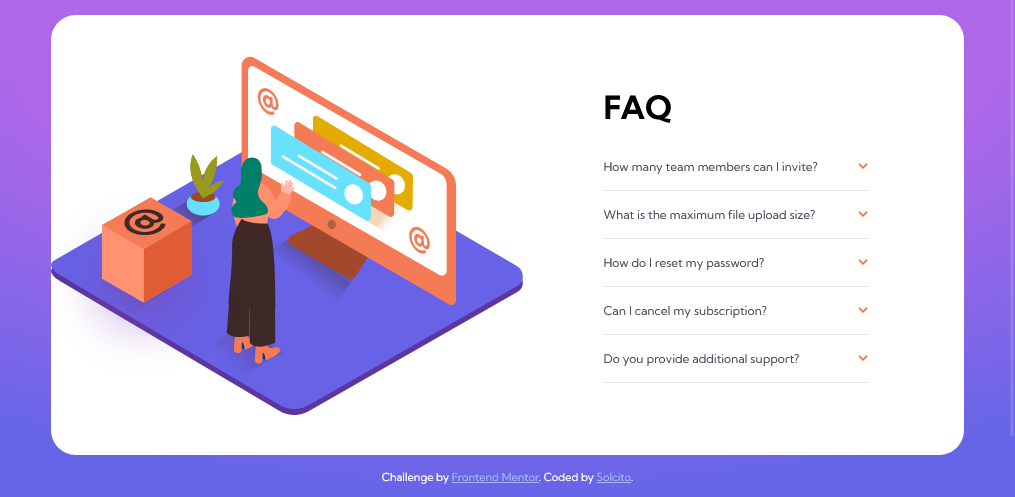 @
@
@
FAQ
How many team members can I invite?
What is the maximum file upload size?
How do I reset my password?
Can I cancel my subscription?
Do you provide additional support?
Challenge by Frontend Mentor. Coded by Solcito.